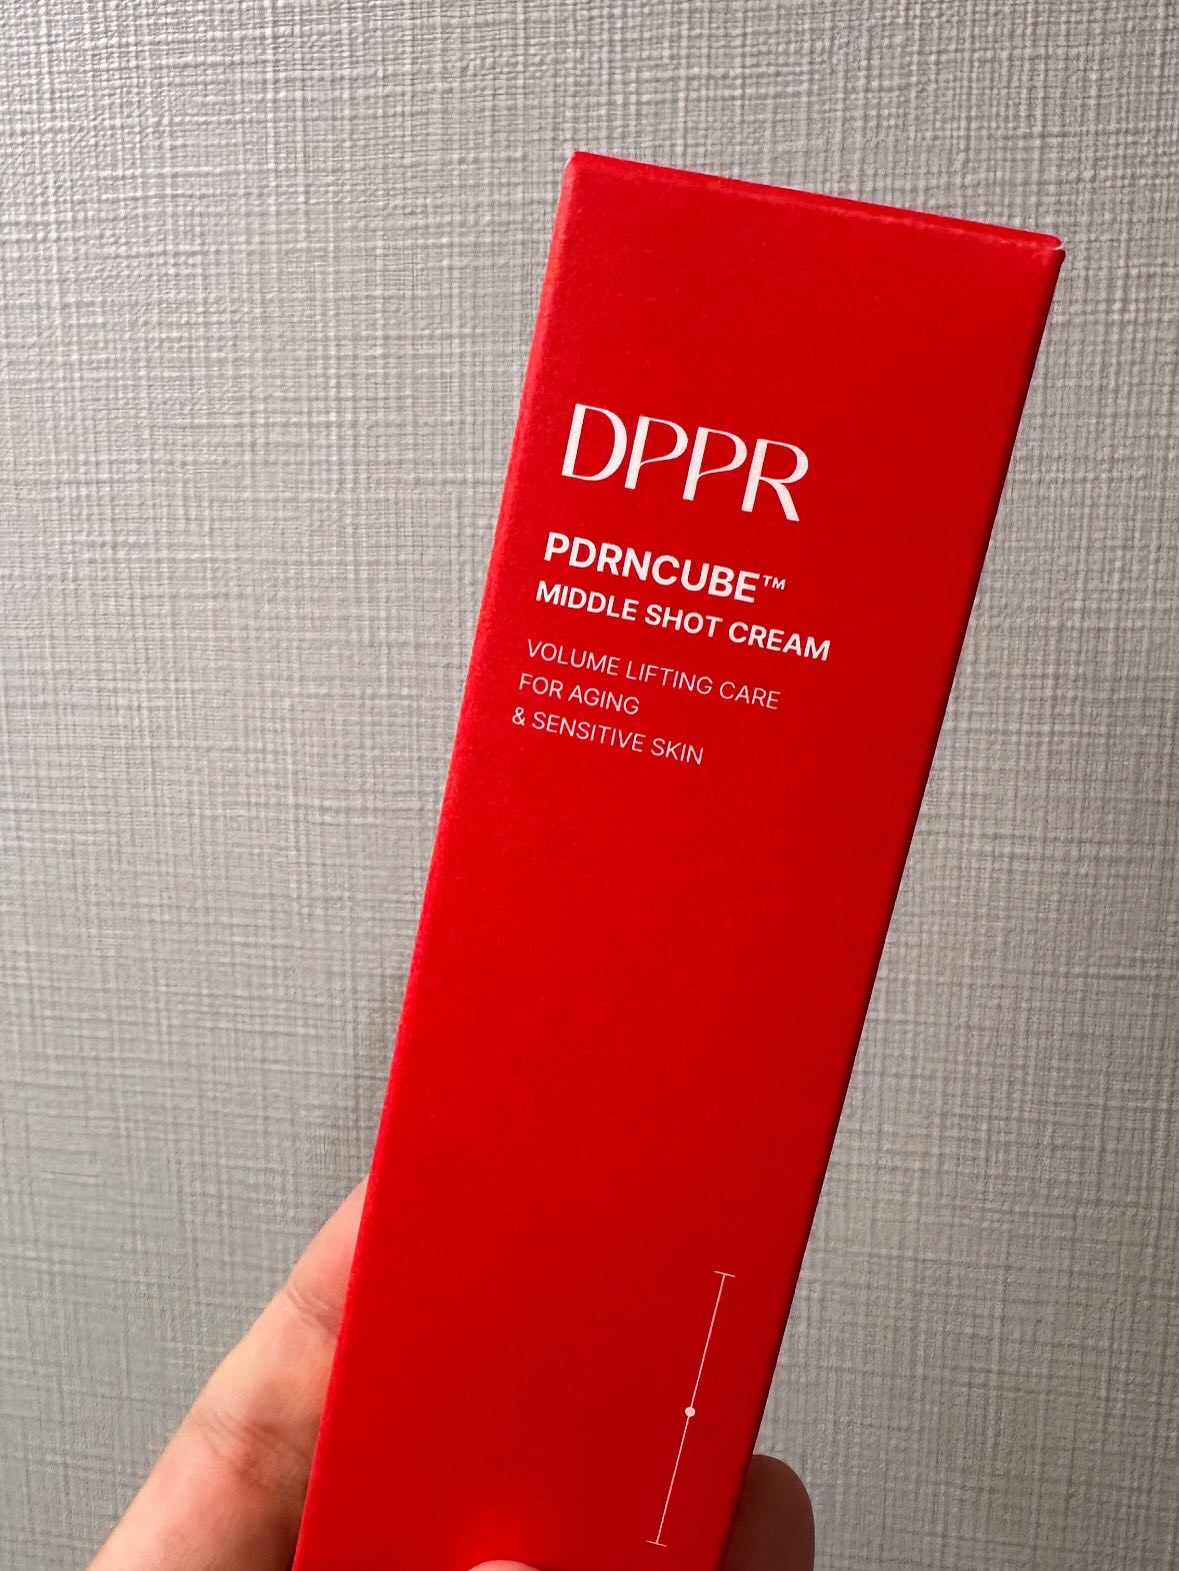 DPPR
PDRNCUBE™
MIDDLE SHOT CREAM
VOLUME LIFTING CARE
FOR AGING
& SENSITIVE SKIN